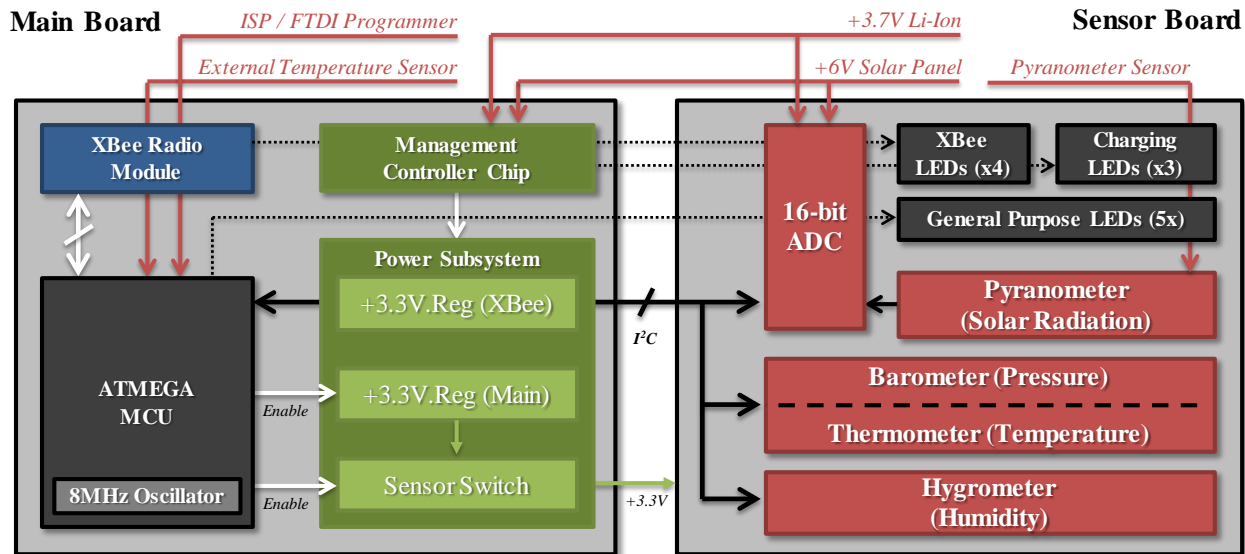 Main Board
ISP / FTDI Programmer
+3.7V Li-Ion
Sensor Board
External Temperature Sensor
+6V Solar Panel
Pyranometer Sensor
XBee Radio
Module
Management
Controller Chip
XBee
LEDs (x4)
Charging
LEDs (x3)
16-bit
ADC
General Purpose LEDs (5x)
Power Subsystem
+3.3V.Reg (XBee)
I²C
Pyranometer
(Solar Radiation)
ATMEGA
MCU
Enable
+3.3V.Reg (Main)
Barometer (Pressure)
Thermometer (Temperature)
8MHz Oscillator
Enable
Sensor Switch
+3.3V
Hygrometer
(Humidity)